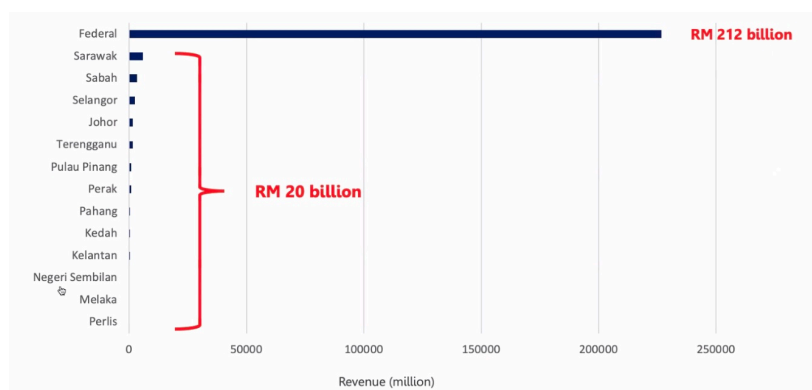 Federal
RM 212 billion
Sarawak
Sabah
Selangor
Johor
Terengganu
Pulau Pinang
Perak
RM 20 billion
Pahang
Kedah
Kelantan
Negeri Sembilan
Melaka
Perlis
0 50000 100000 150000 200000 250000
Revenue (million)